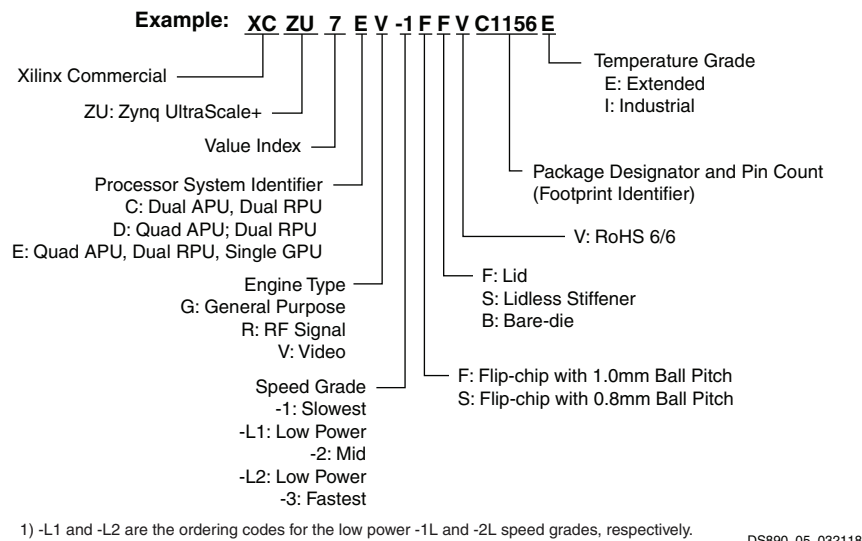 Example: XC ZU 7 E V -1 F F V C1156 E
Xilinx Commercial
ZU: Zynq UltraScale+
Value Index
Processor System Identifier
C: Dual APU, Dual RPU
D: Quad APU; Dual RPU
E: Quad APU, Dual RPU, Single GPU
Engine Type
G: General Purpose
R: RF Signal
V: Video
Speed Grade
-1: Slowest
-L1: Low Power
-2: Mid
-L2: Low Power
-3: Fastest
Temperature Grade
E: Extended
I: Industrial
Package Designator and Pin Count
(Footprint Identifier)
V: RoHS 6/6
F: Lid
S: Lidless Stiffener
B: Bare-die
F: Flip-chip with 1.0mm Ball Pitch
S: Flip-chip with 0.8mm Ball Pitch
1) -L1 and -L2 are the ordering codes for the low power -1L and -2L speed grades, respectively.
DS890_05_032118